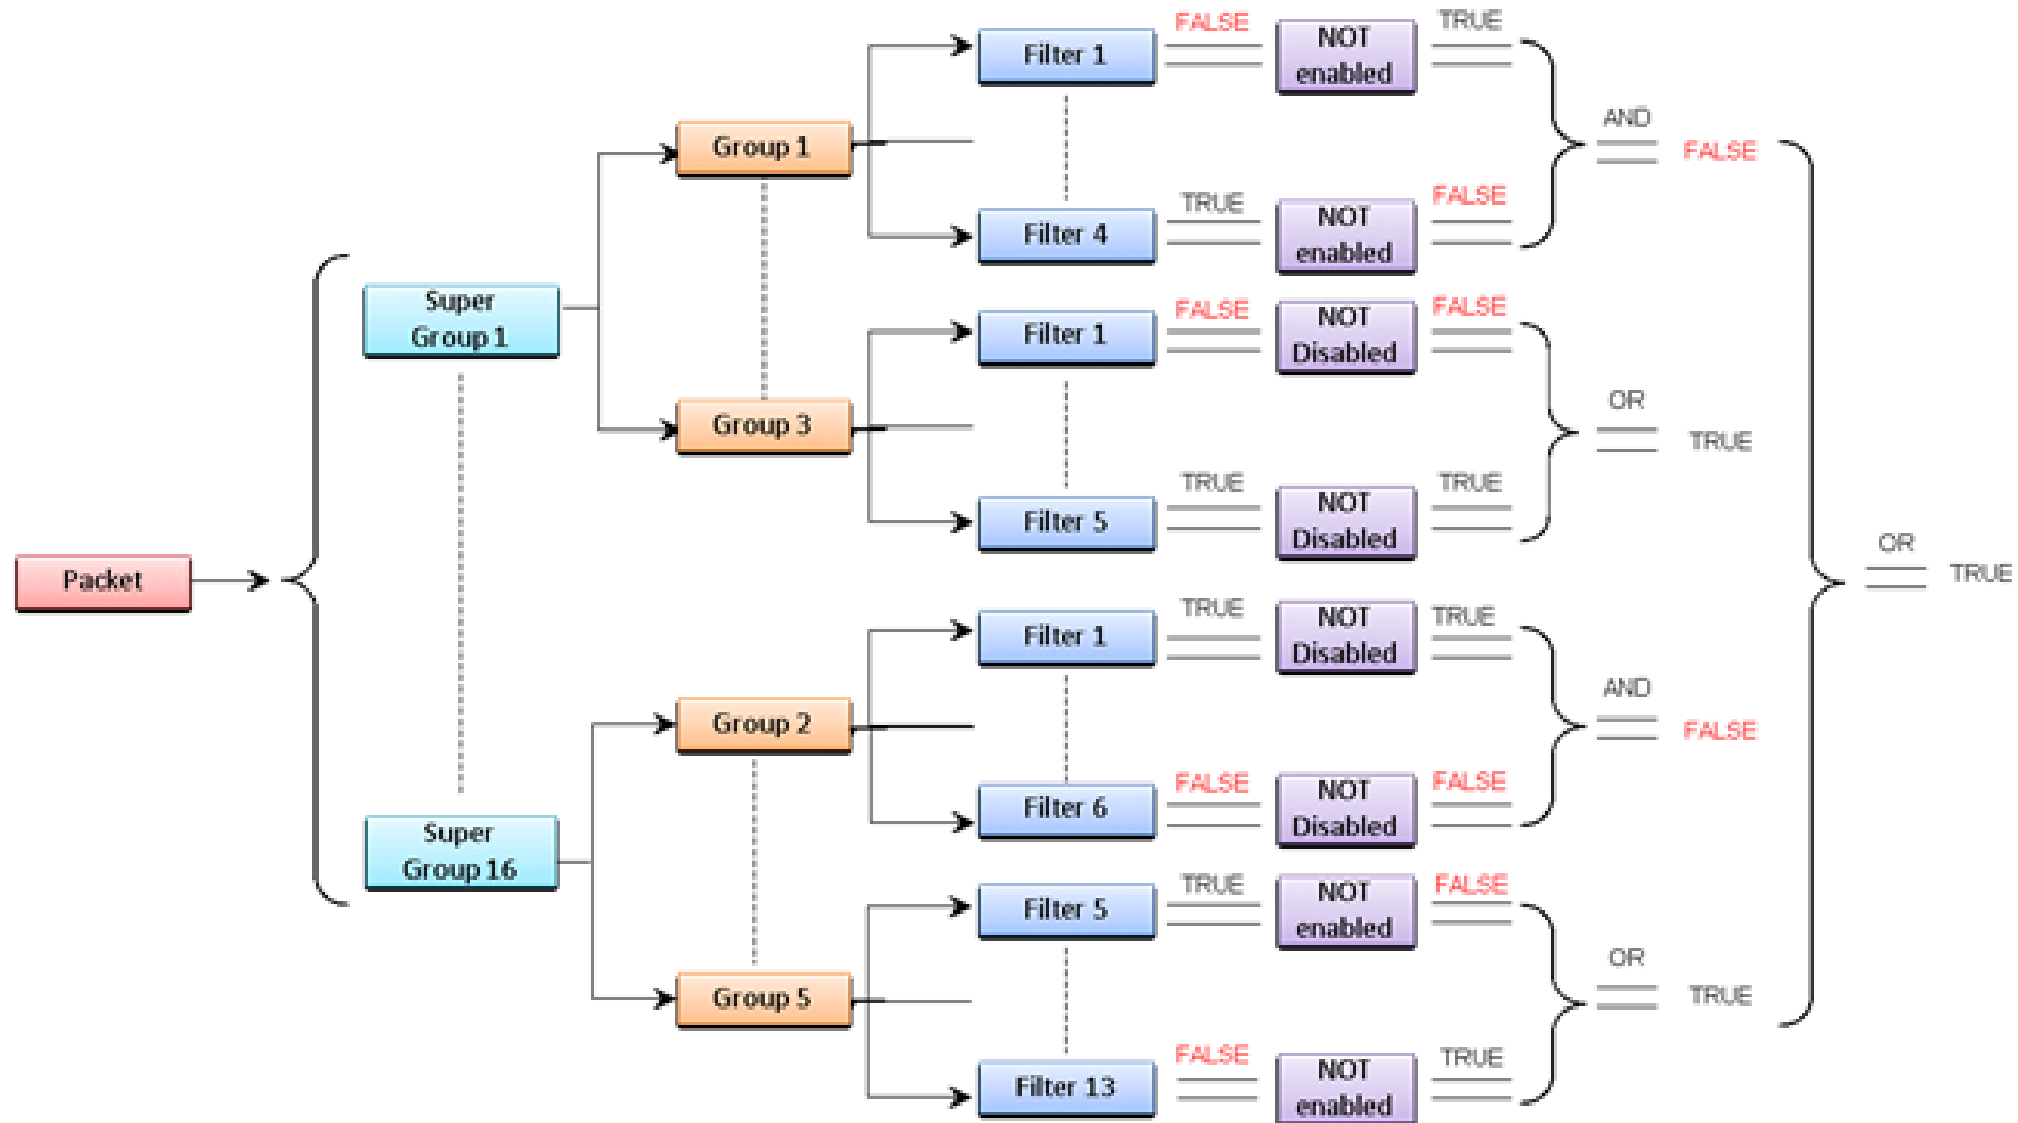 FALSE
TRUE
Filter 1
NOT
enabled
AND
Group 1
FALSE
TRUE
FALSE
Filter 4
NOT
enabled
Super
Group 1
FALSE
FALSE
Filter 1
NOT
Disabled
OR
Group 3
TRUE
TRUE
TRUE
Filter 5
NOT
Disabled
Packet
OR
TRUE
TRUE
TRUE
Filter 1
NOT
Disabled
AND
Group 2
FALSE
FALSE
FALSE
Filter 6
NOT
Disabled
Super
Group 16
TRUE
FALSE
Filter 5
NOT
enabled
OR
Group 5
TRUE
FALSE
TRUE
Filter 13
NOT
enabled